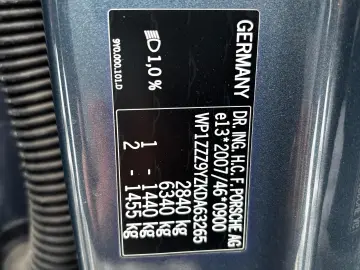 DR. ING. H.C. F. PORSCHE AG
e13*2007/46*0900
WP1ZZZ9YZKDA63265
2840 kg
6340 kg
1 - 1440 kg
2 - 1455 kg
GERMANY
1,0%
9Y0.000.101.D